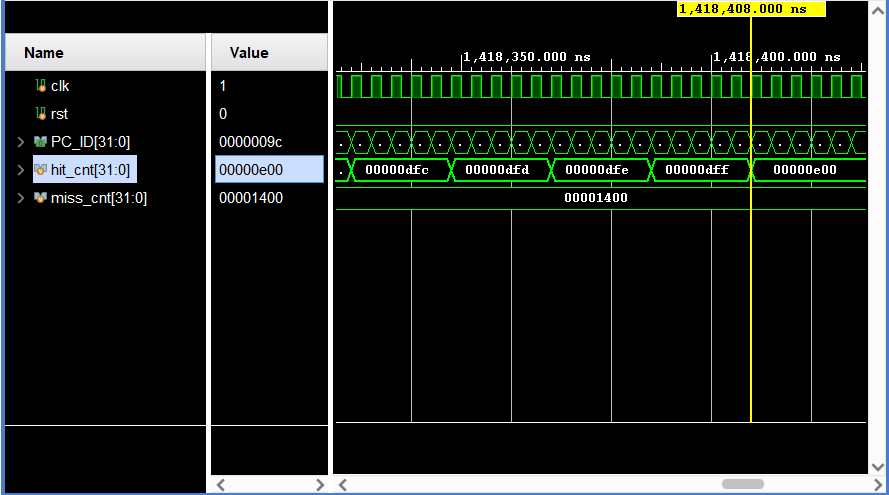 1,418,408.000 ns
Name Value
1,418,350.000 ns 1,418,400.000 ns
clk 1
rst 0
PC_ID[31:0] 0000009c
hit_cnt[31:0] 00000e00 . 00000dfc 00000dfd 00000dfe 00000dff 00000e00
miss_cnt[31:0] 00001400 00001400